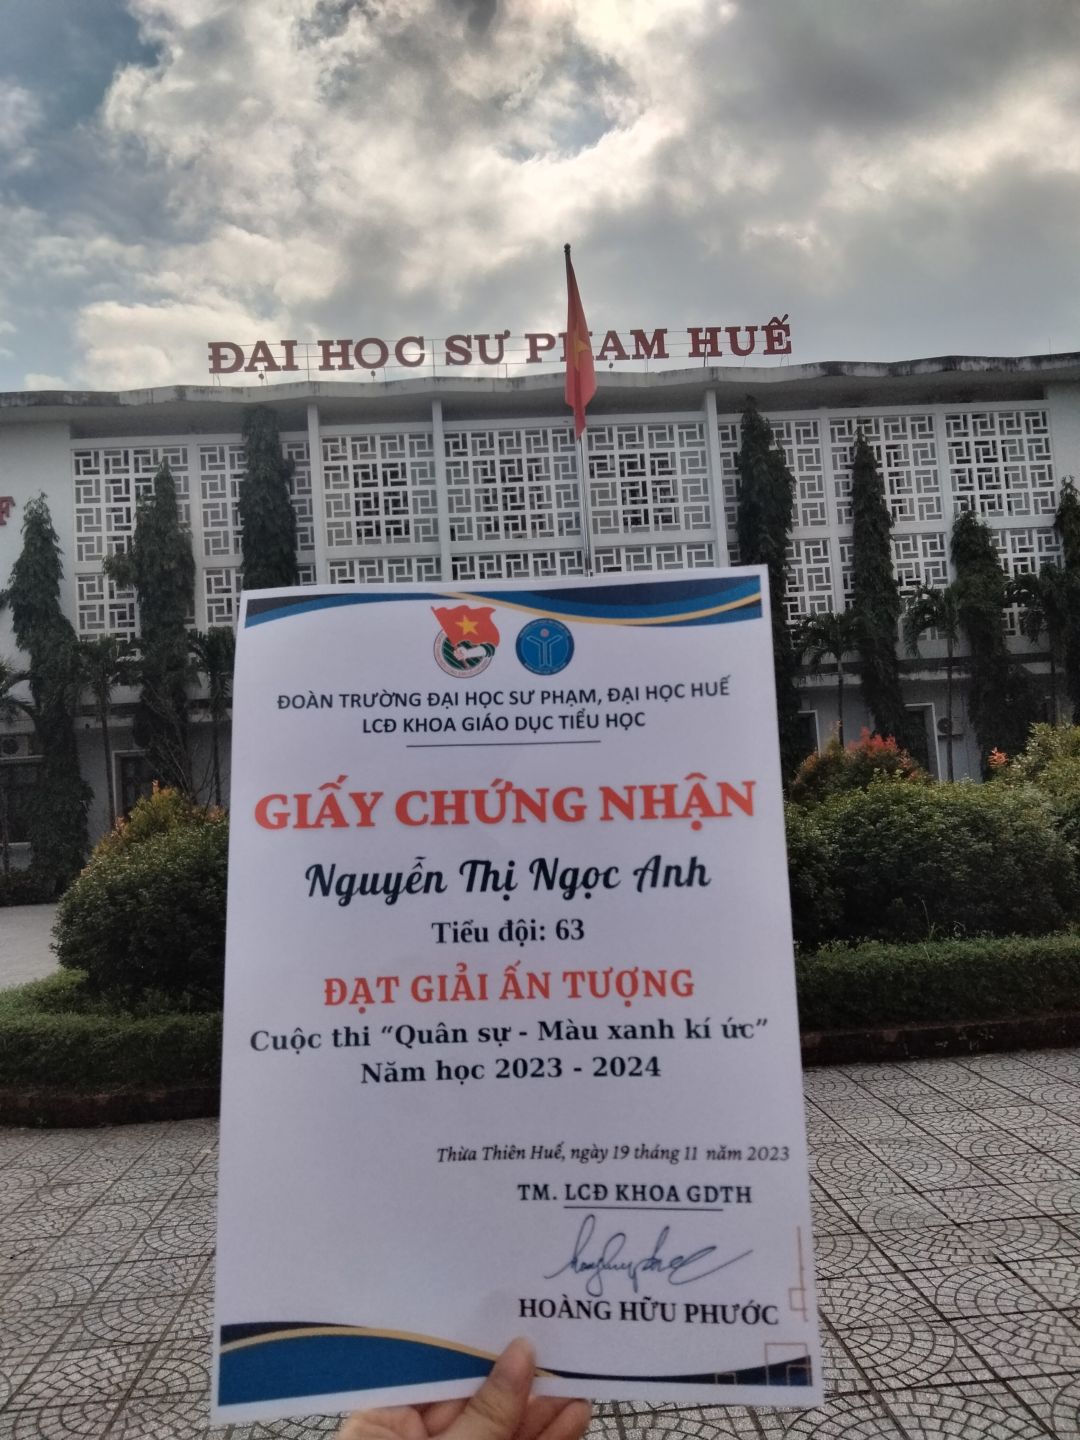 ĐẠI HỌC SƯ PHẠM HUẾ
ĐOÀN TRƯỜNG ĐẠI HỌC SƯ PHẠM, ĐẠI HỌC HUẾ
LCĐ KHOA GIÁO DỤC TIỂU HỌC
GIẤY CHỨNG NHẬN
Nguyễn Thị Ngọc Anh
Tiểu đội: 63
ĐẠT GIẢI ẤN TƯỢNG
Cuộc thi “Quân sự - Màu xanh kí ức”
Năm học 2023 - 2024
Thừa Thiên Huế, ngày 19 tháng 11 năm 2023
TM. LCĐ KHOA GDTH
HOÀNG HỮU PHƯỚC